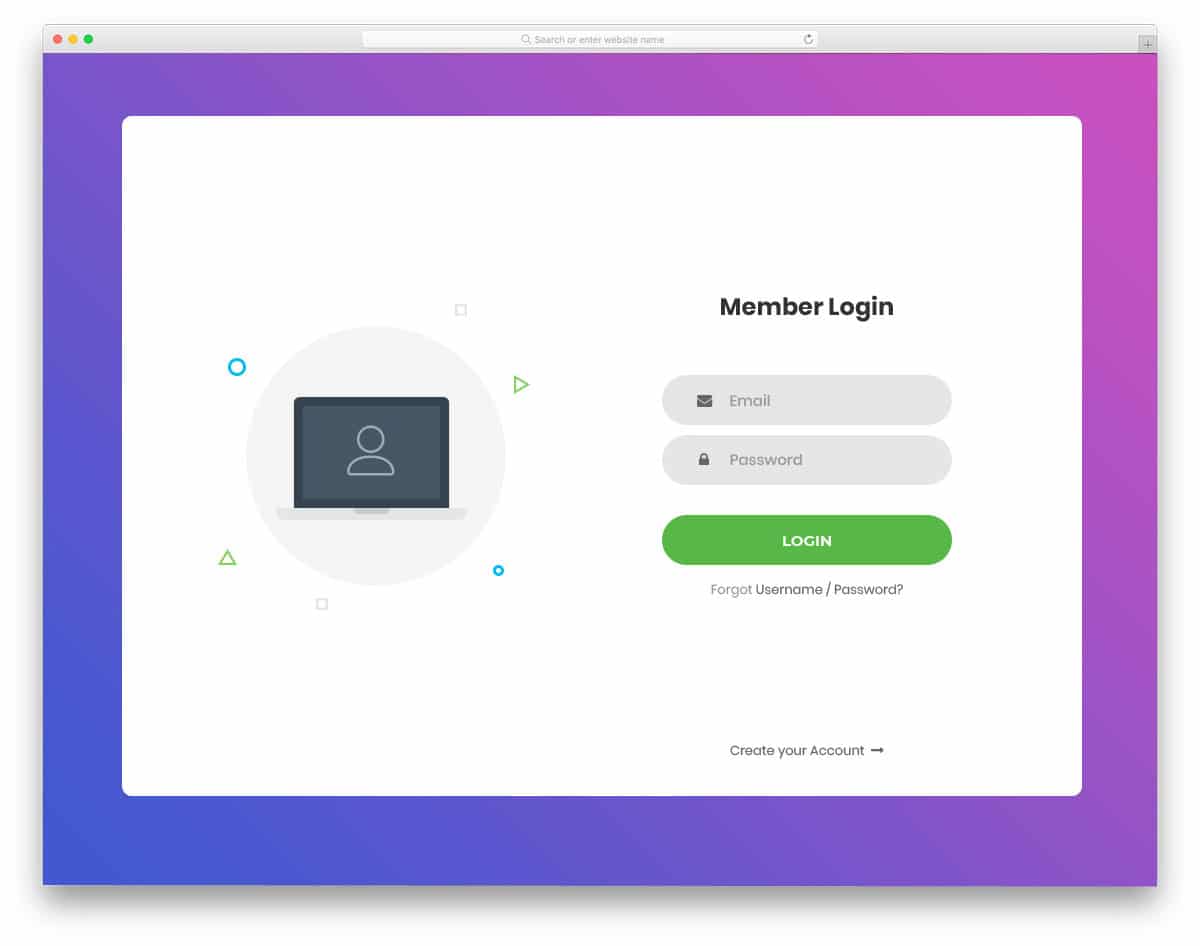 Search or enter website name
Member Login
Email
Password
LOGIN
Forgot Username / Password?
Create your Account